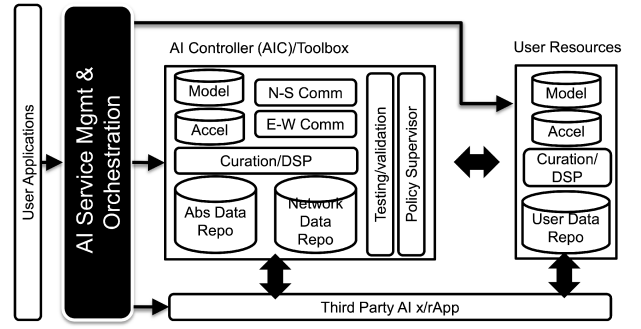 User Applications
AI Service Mgmt &
Orchestration
AI Controller (AIC)/Toolbox
Model
N-S Comm
Accel
E-W Comm
Curation/DSP
Abs Data
Repo
Network
Data
Repo
Testing/validation
Policy Supervisor
User Resources
Model
Accel
Curation/
DSP
User Data
Repo
Third Party AI x/rApp